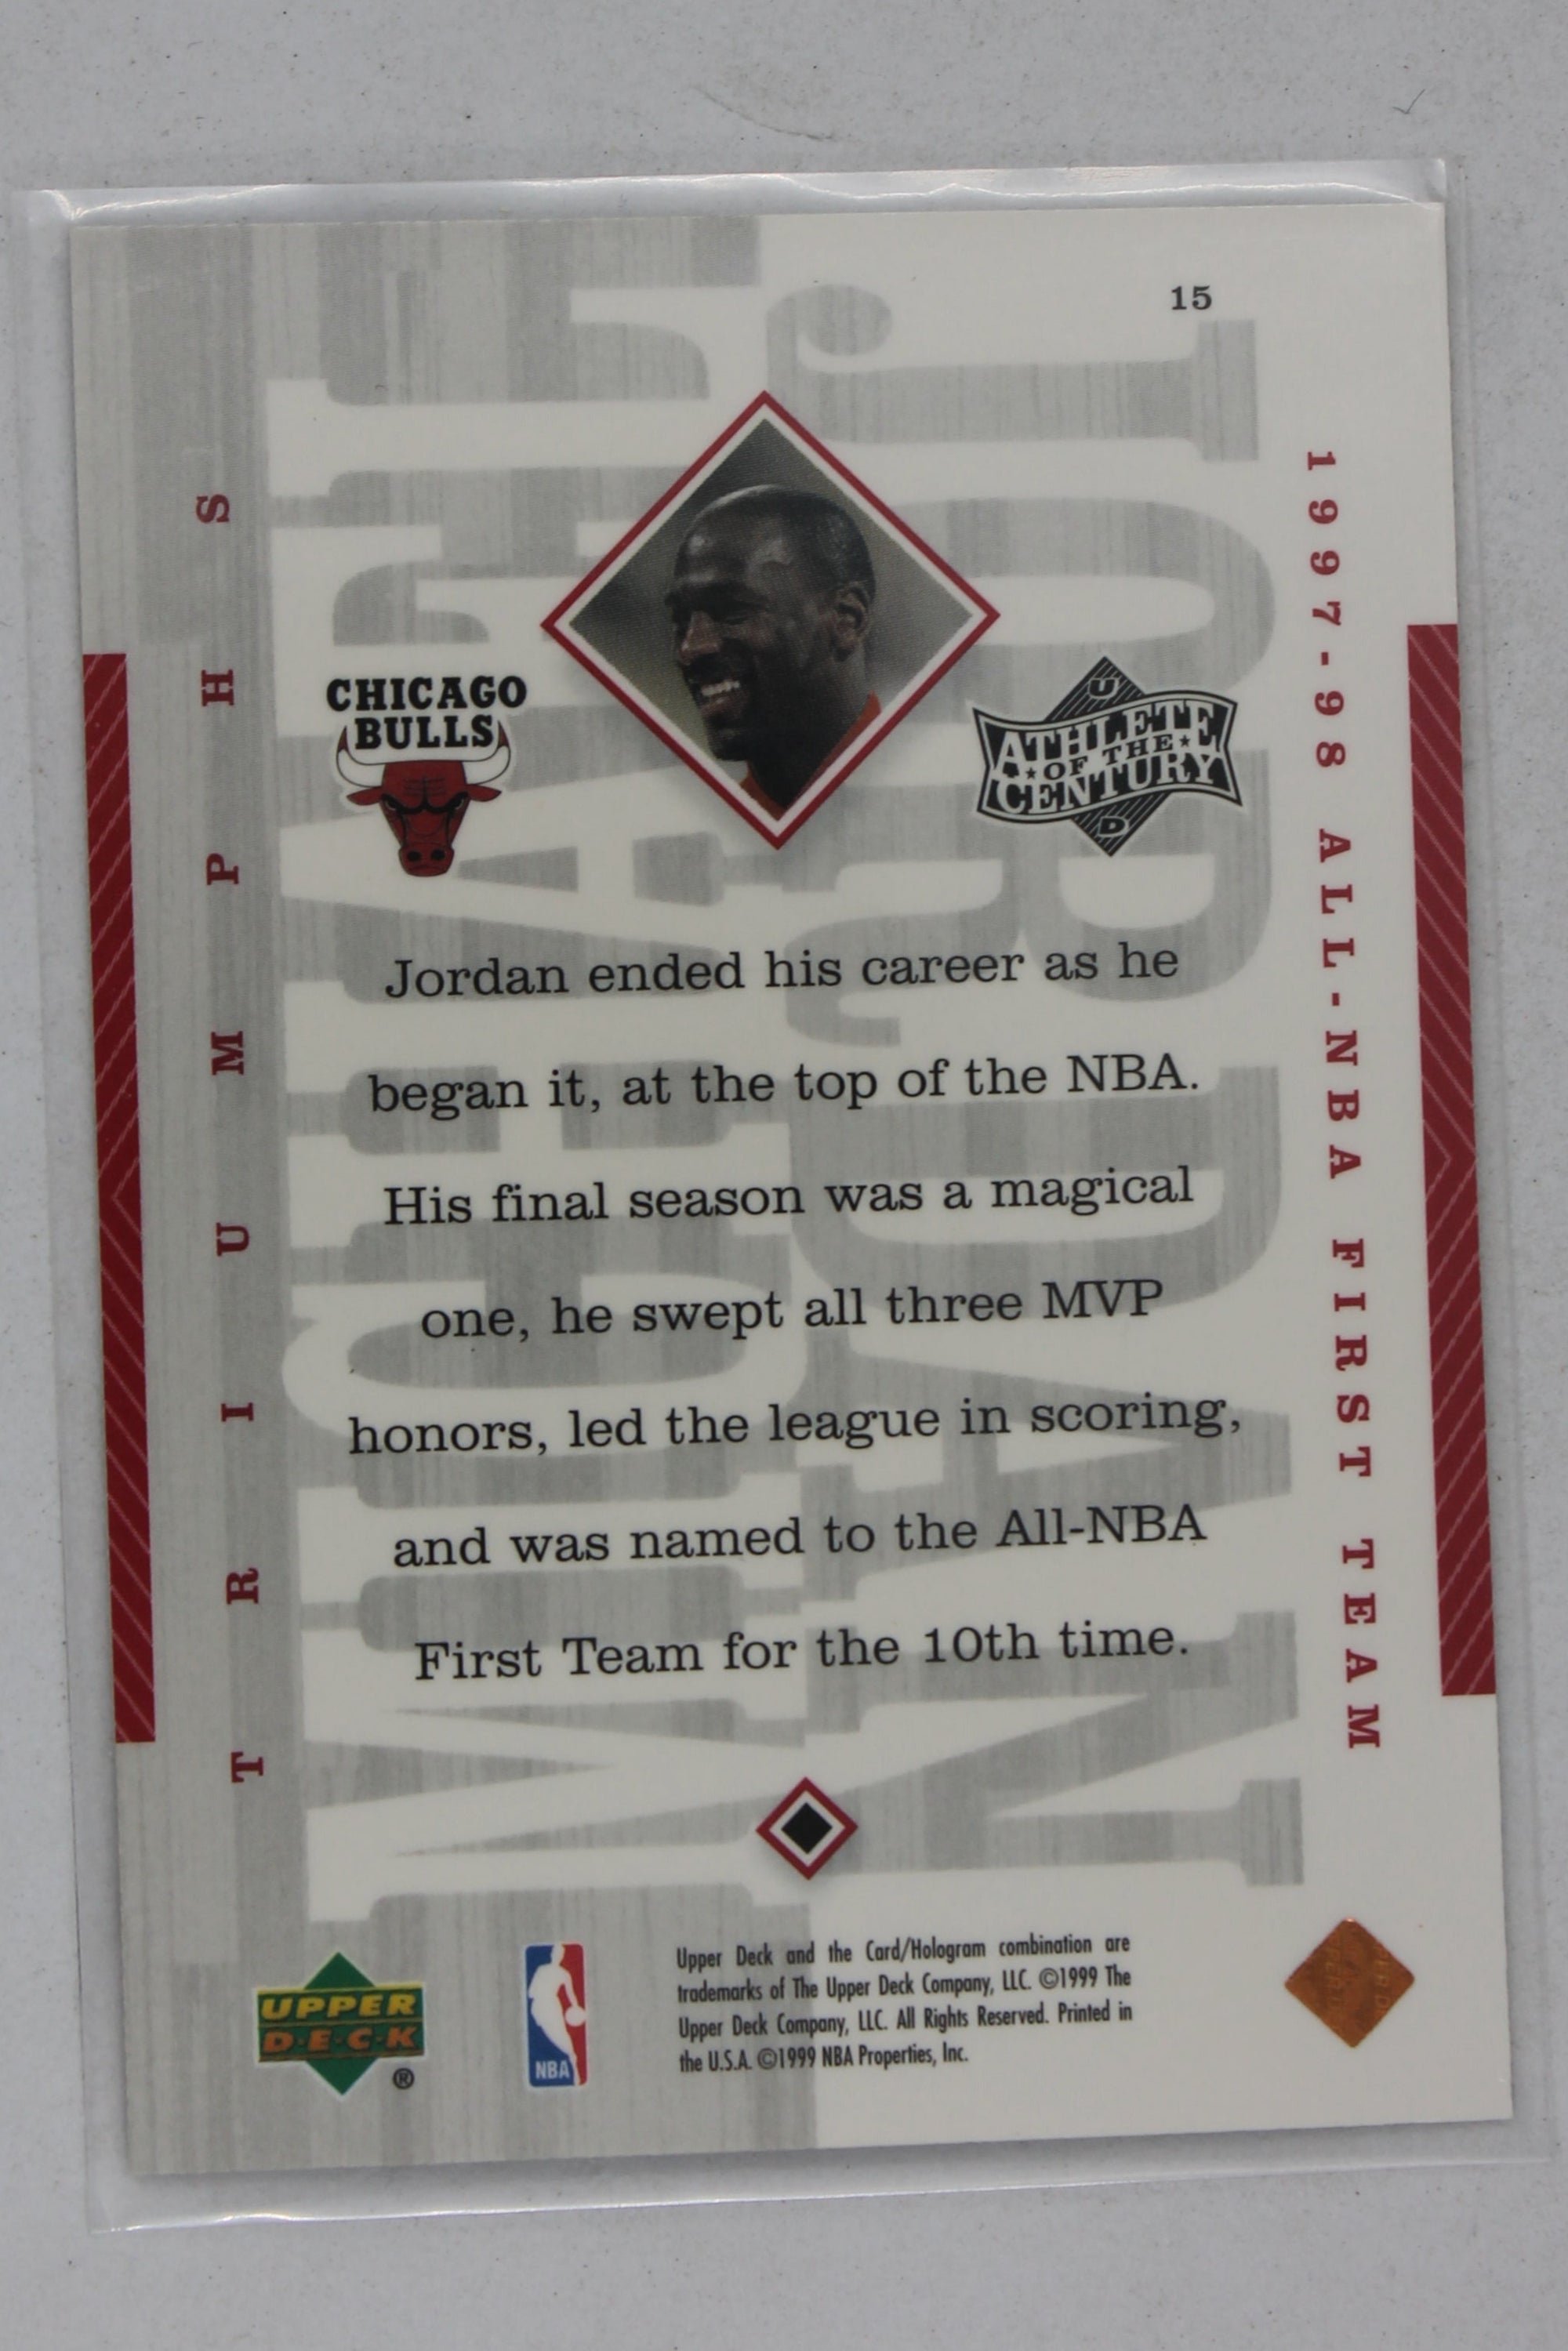 15
CHICAGO
BULLS
U
ATHLETE
OF THE
CENTURY
D
TRIUMPHS
1997-98 ALL-NBA FIRST TEAM
MICHAEL
JORDAN
Jordan ended his career as he
began it, at the top of the NBA.
His final season was a magical
one, he swept all three MVP
honors, led the league in scoring,
and was named to the All-NBA
First Team for the 10th time.
UPPER
D·E·C·K
®
NBA
Upper Deck and the Card/Hologram combination are
trademarks of The Upper Deck Company, LLC. ©1999 The
Upper Deck Company, LLC. All Rights Reserved. Printed in
the U.S.A. ©1999 NBA Properties, Inc.